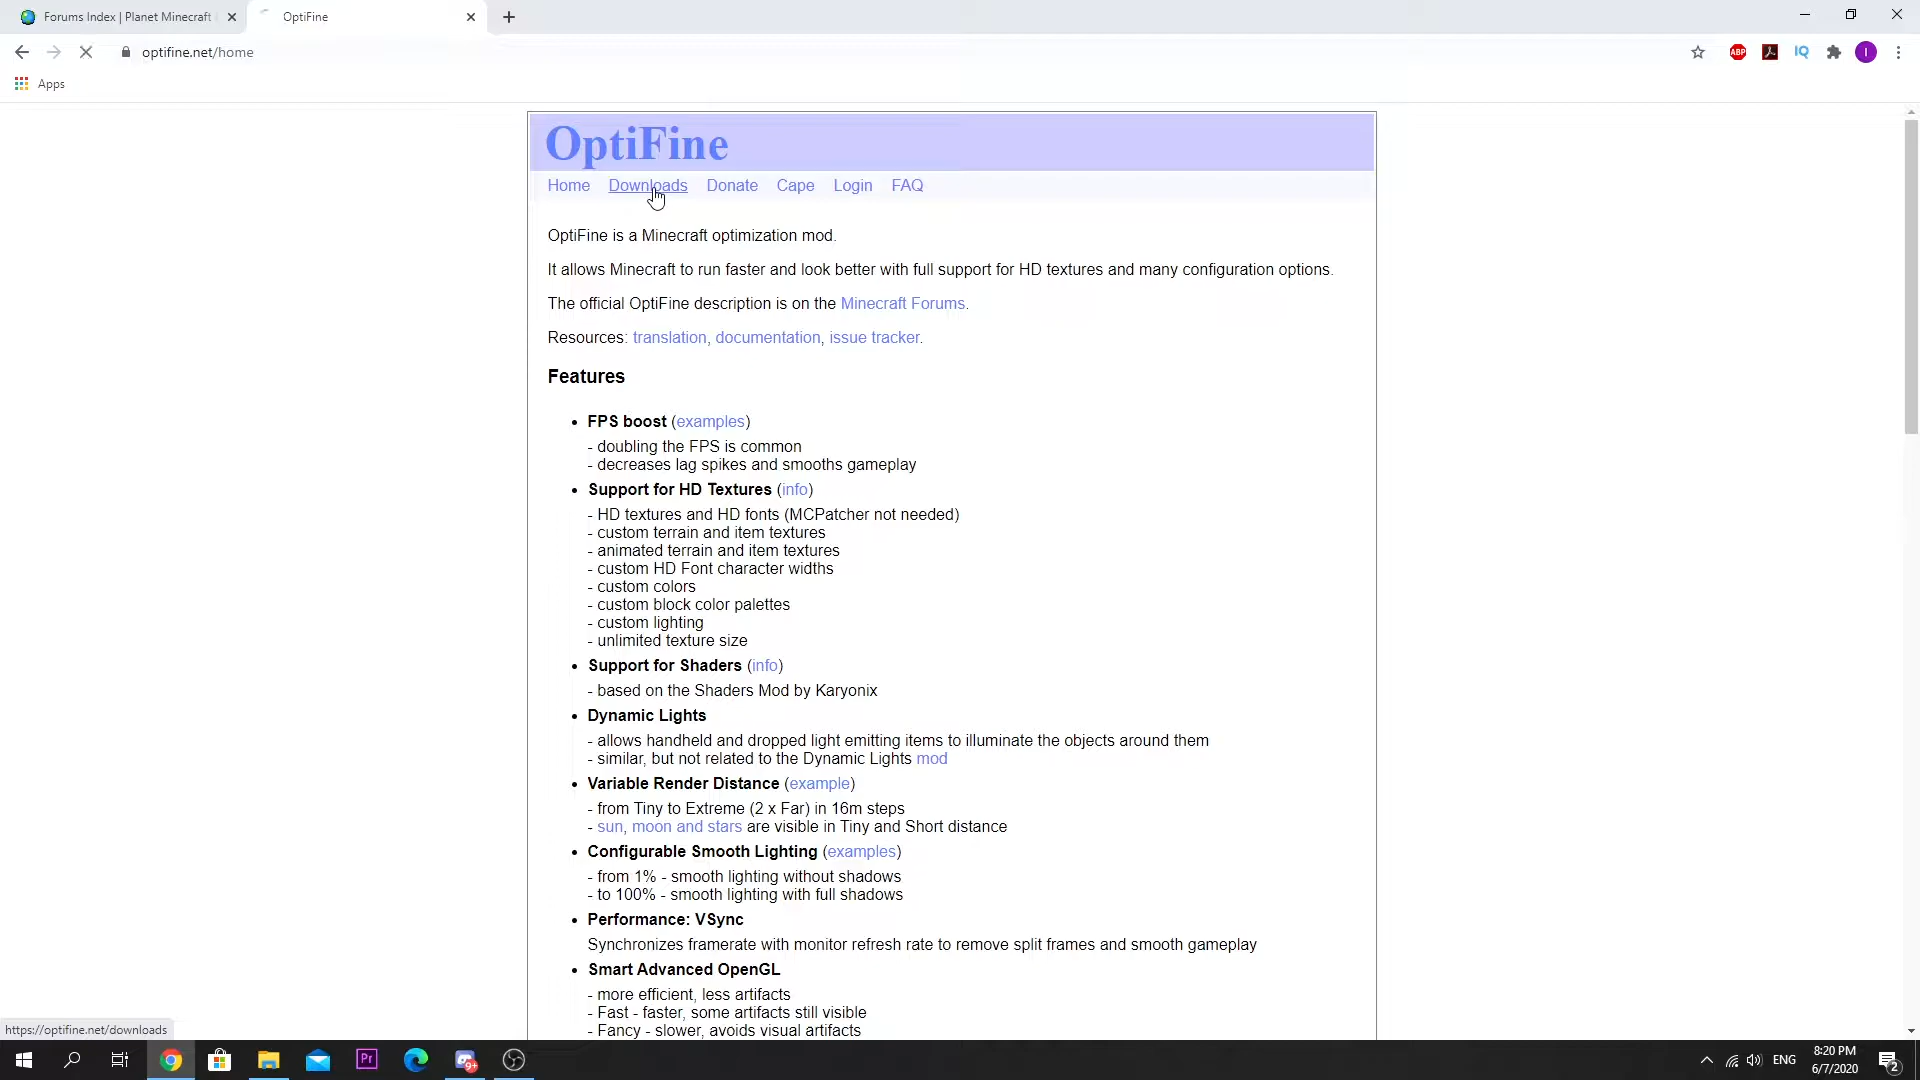 Forums Index | Planet Minecraft
OptiFine
optifine.net/home
ABP
IQ
I
Apps
OptiFine
Home Downloads Donate Cape Login FAQ
OptiFine is a Minecraft optimization mod.
It allows Minecraft to run faster and look better with full support for HD textures and many configuration options.
The official OptiFine description is on the Minecraft Forums.
Resources: translation, documentation, issue tracker.
Features
• FPS boost (examples)
- doubling the FPS is common
- decreases lag spikes and smooths gameplay
• Support for HD Textures (info)
- HD textures and HD fonts (MCPatcher not needed)
- custom terrain and item textures
- animated terrain and item textures
- custom HD Font character widths
- custom colors
- custom block color palettes
- custom lighting
- unlimited texture size
• Support for Shaders (info)
- based on the Shaders Mod by Karyonix
• Dynamic Lights
- allows handheld and dropped light emitting items to illuminate the objects around them
- similar, but not related to the Dynamic Lights mod
• Variable Render Distance (example)
- from Tiny to Extreme (2 x Far) in 16m steps
- sun, moon and stars are visible in Tiny and Short distance
• Configurable Smooth Lighting (examples)
- from 1% - smooth lighting without shadows
- to 100% - smooth lighting with full shadows
• Performance: VSync
Synchronizes framerate with monitor refresh rate to remove split frames and smooth gameplay
• Smart Advanced OpenGL
- more efficient, less artifacts
- Fast - faster, some artifacts still visible
- Fancy - slower, avoids visual artifacts
https://optifine.net/downloads
Pr
9+
ENG
8:20 PM
6/7/2020
2